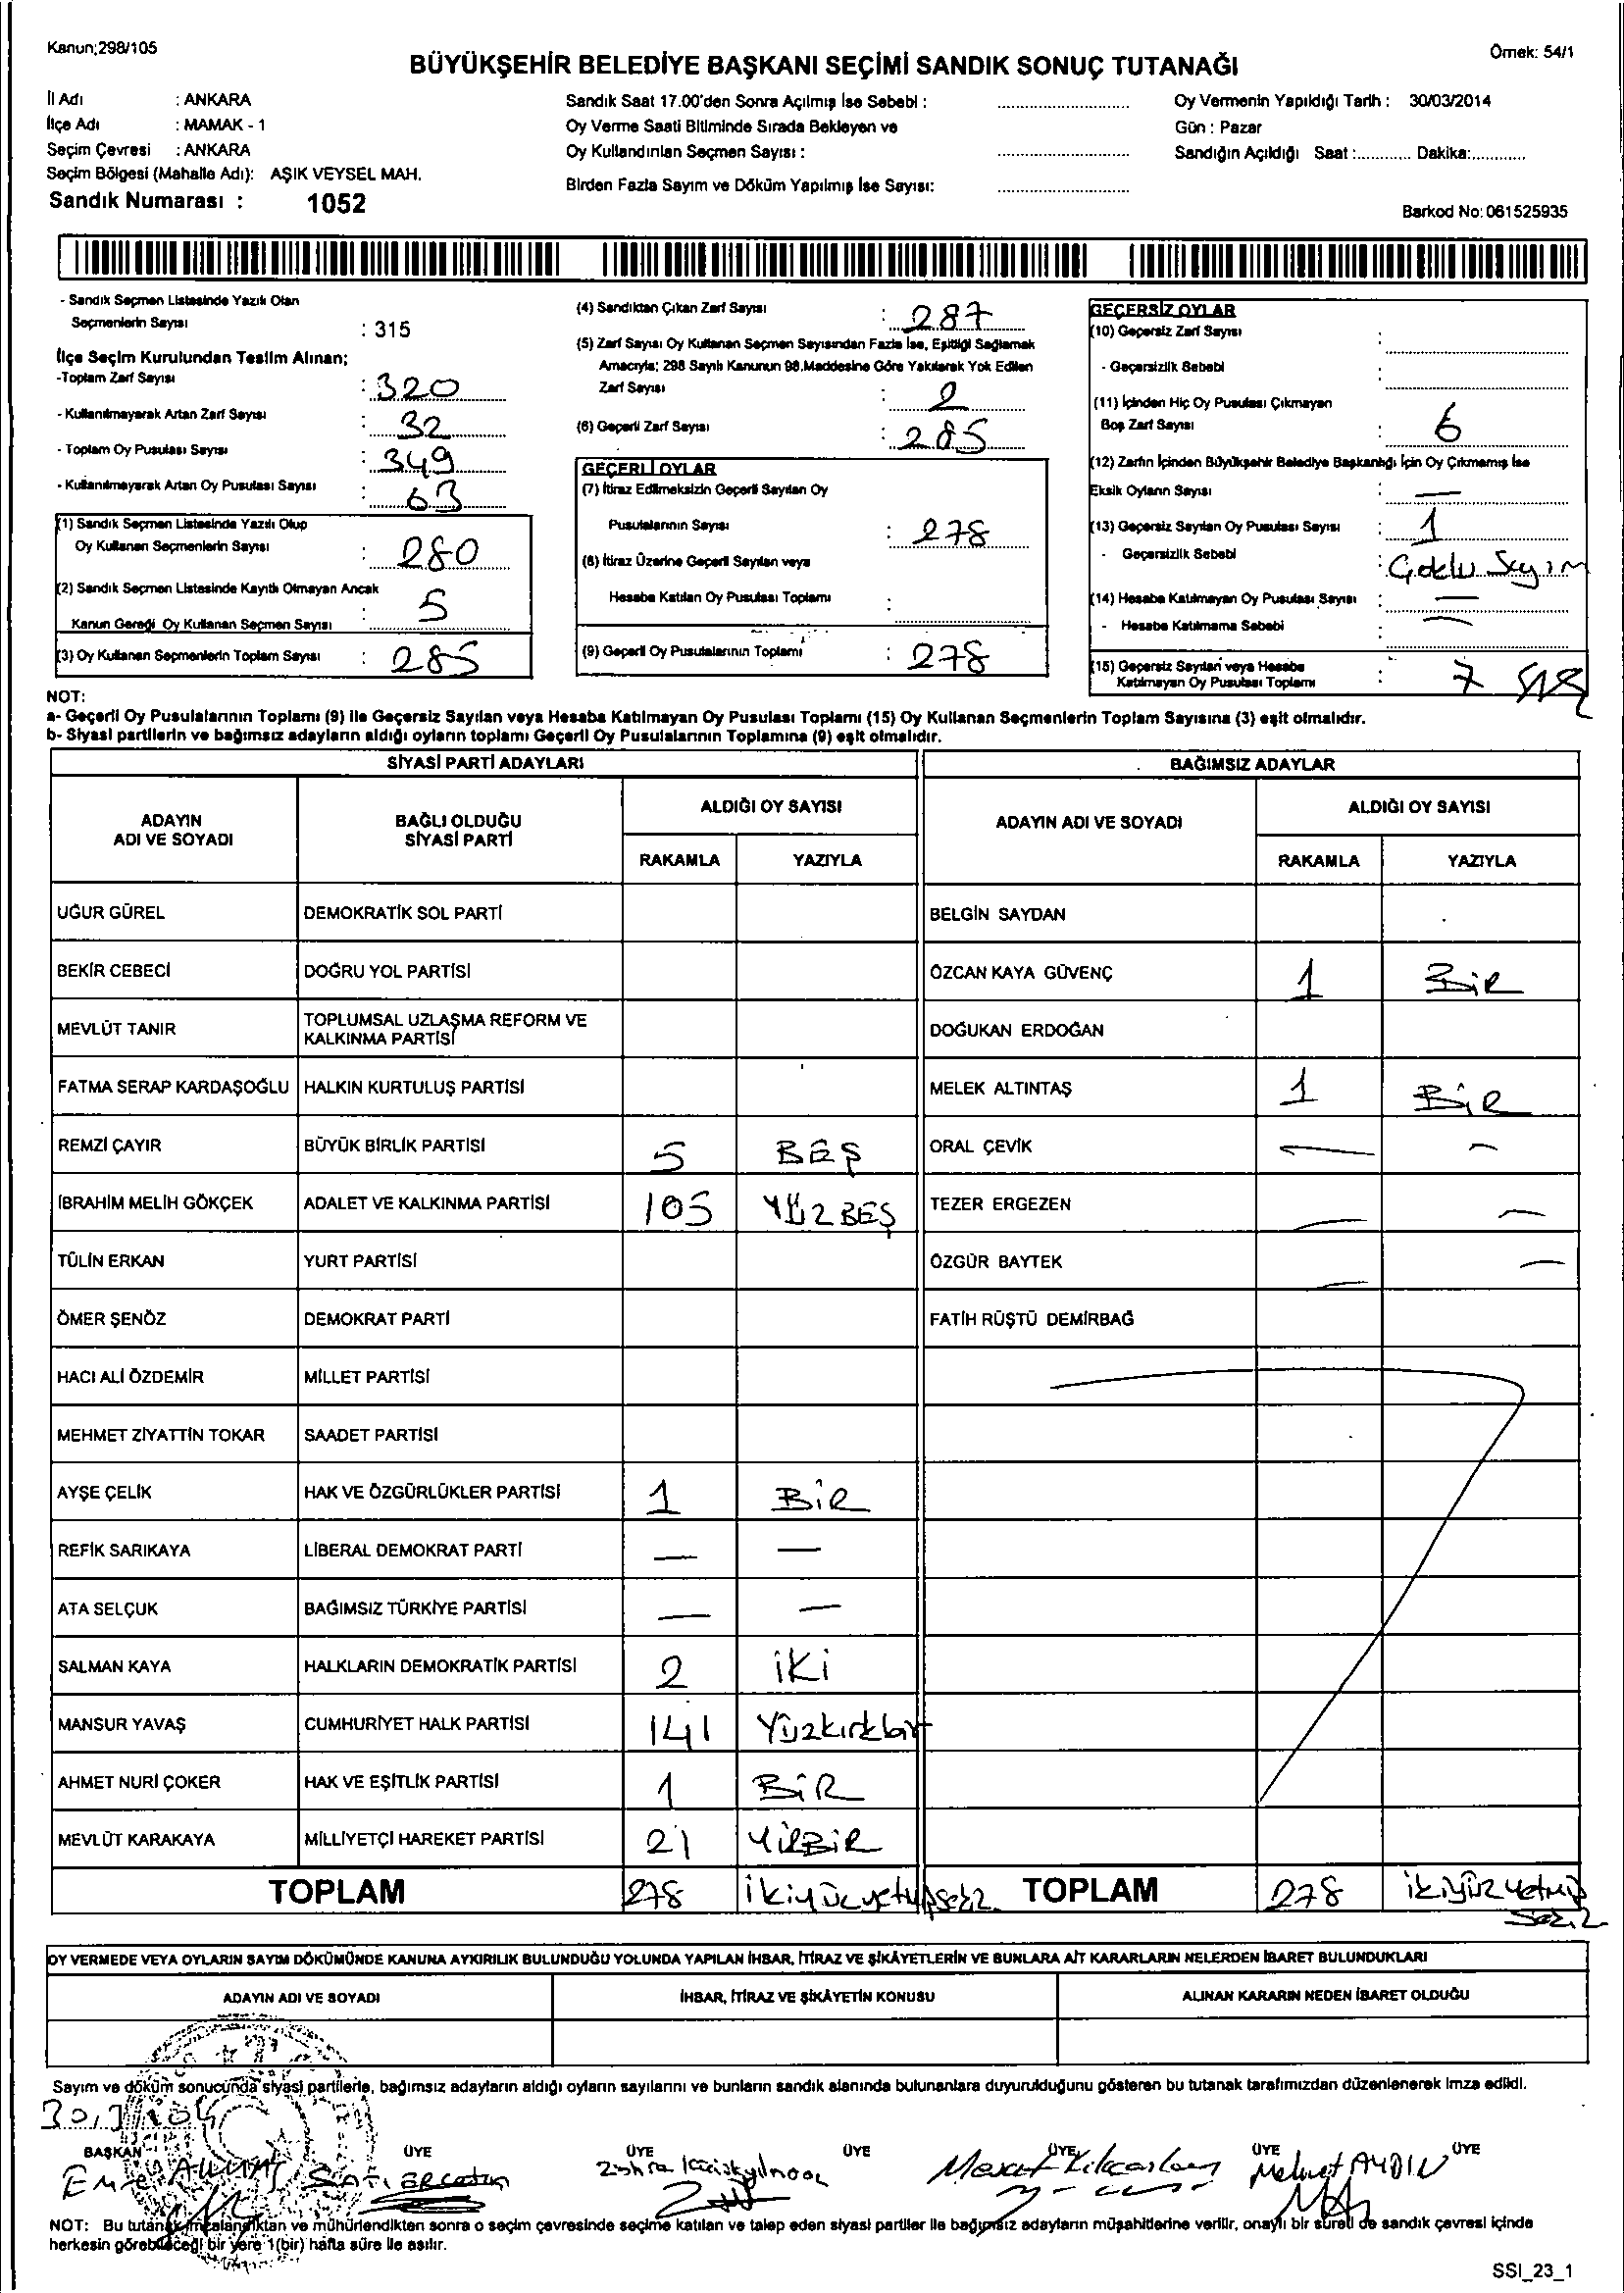 Kanun;298/105
Örnek: 54/1
BÜYÜKŞEHİR BELEDİYE BAŞKANI SEÇİMİ SANDIK SONUÇ TUTANAĞI
İl Adı : ANKARA
İlçe Adı : MAMAK - 1
Seçim Çevresi : ANKARA
Seçim Bölgesi (Mahalle Adı): AŞIK VEYSEL MAH.
Sandık Numarası : 1052
Sandık Saat 17.00'den Sonra Açılmış İse Sebebi :
Oy Verme Saati Bitiminde Sırada Bekleyen ve
Oy Kullandırılan Seçmen Sayısı :
Birden Fazla Sayım ve Döküm Yapılmış İse Sayısı:
Oy Vermenin Yapıldığı Tarih : 30/03/2014
Gün : Pazar
Sandığın Açıldığı Saat :............ Dakika:............
Barkod No: 061525935
- Sandık Seçmen Listesinde Yazılı Olan
Seçmenlerin Sayısı : 315
İlçe Seçim Kurulundan Teslim Alınan;
-Toplam Zarf Sayısı : 320
- Kullanılmayarak Artan Zarf Sayısı : 32
- Toplam Oy Pusulası Sayısı : 349
- Kullanılmayarak Artan Oy Pusulası Sayısı : 63
(1) Sandık Seçmen Listesinde Yazılı Olup
Oy Kullanan Seçmenlerin Sayısı : 280
(2) Sandık Seçmen Listesinde Kayıtlı Olmayan Ancak
Kanun Gereği Oy Kullanan Seçmen Sayısı 5
(3) Oy Kullanan Seçmenlerin Toplam Sayısı : 285
(4) Sandıktan Çıkan Zarf Sayısı : 287
(5) Zarf Sayısı Oy Kullanan Seçmen Sayısından Fazla İse, Eşitliği Sağlamak
Amacıyla; 298 Sayılı Kanunun 98.Maddesine Göre Yakılarak Yok Edilen
Zarf Sayısı : 2
(6) Geçerli Zarf Sayısı : 285
GEÇERLİ OYLAR
(7) İtiraz Edilmeksizin Geçerli Sayılan Oy
Pusulalarının Sayısı : 278
(8) İtiraz Üzerine Geçerli Sayılan veya
Hesaba Katılan Oy Pusulası Toplamı :
(9) Geçerli Oy Pusulalarının Toplamı : 278
GEÇERSİZ OYLAR
(10) Geçersiz Zarf Sayısı :
- Geçersizlik Sebebi :
(11) İçinden Hiç Oy Pusulası Çıkmayan
Boş Zarf Sayısı : 6
(12) Zarfın İçinden Büyükşehir Belediye Başkanlığı İçin Oy Çıkmamış İse
Eksik Oyların Sayısı : —
(13) Geçersiz Sayılan Oy Pusulası Sayısı : 1
- Geçersizlik Sebebi :
(14) Hesaba Katılmayan Oy Pusulası Sayısı : —
- Hesaba Katılmama Sebebi : —
(15) Geçersiz Sayılan veya Hesaba
Katılmayan Oy Pusulası Toplamı : 7
NOT:
a- Geçerli Oy Pusulalarının Toplamı (9) ile Geçersiz Sayılan veya Hesaba Katılmayan Oy Pusulası Toplamı (15) Oy Kullanan Seçmenlerin Toplam Sayısına (3) eşit olmalıdır.
b- Siyasi partilerin ve bağımsız adayların aldığı oyların toplamı Geçerli Oy Pusulalarının Toplamına (9) eşit olmalıdır.
SİYASİ PARTİ ADAYLARI
BAĞIMSIZ ADAYLAR
ADAYIN ADI VE SOYADI
BAĞLI OLDUĞU SİYASİ PARTİ
ALDIĞI OY SAYISI
RAKAMLA YAZIYLA
ADAYIN ADI VE SOYADI
ALDIĞI OY SAYISI
RAKAMLA YAZIYLA
UĞUR GÜREL DEMOKRATİK SOL PARTİ BELGİN SAYDAN
BEKİR CEBECİ DOĞRU YOL PARTİSİ ÖZCAN KAYA GÜVENÇ 1 BİR
MEVLÜT TANIR TOPLUMSAL UZLAŞMA REFORM VE KALKINMA PARTİSİ DOĞUKAN ERDOĞAN
FATMA SERAP KARDAŞOĞLU HALKIN KURTULUŞ PARTİSİ MELEK ALTINTAŞ 1 BİR
REMZİ ÇAYIR BÜYÜK BİRLİK PARTİSİ 5 BEŞ ORAL ÇEVİK — —
İBRAHİM MELİH GÖKÇEK ADALET VE KALKINMA PARTİSİ 105 YÜZBEŞ TEZER ERGEZEN — —
TÜLİN ERKAN YURT PARTİSİ ÖZGÜR BAYTEK — —
ÖMER ŞENÖZ DEMOKRAT PARTİ FATİH RÜŞTÜ DEMİRBAĞ
HACI ALİ ÖZDEMİR MİLLET PARTİSİ
MEHMET ZİYATTİN TOKAR SAADET PARTİSİ
AYŞE ÇELİK HAK VE ÖZGÜRLÜKLER PARTİSİ 1 BİR
REFİK SARIKAYA LİBERAL DEMOKRAT PARTİ — —
ATA SELÇUK BAĞIMSIZ TÜRKİYE PARTİSİ — —
SALMAN KAYA HALKLARIN DEMOKRATİK PARTİSİ 2 İKİ
MANSUR YAVAŞ CUMHURİYET HALK PARTİSİ 141 Yüzkırkbir
AHMET NURİ ÇOKER HAK VE EŞİTLİK PARTİSİ 1 BİR
MEVLÜT KARAKAYA MİLLİYETÇİ HAREKET PARTİSİ 21 YİRBİR
TOPLAM 278 TOPLAM 278
OY VERMEDE VEYA OYLARIN SAYIM DÖKÜMÜNDE KANUNA AYKIRILIK BULUNDUĞU YOLUNDA YAPILAN İHBAR, İTİRAZ VE ŞİKÂYETLERİN VE BUNLARA AİT KARARLARIN NELERDEN İBARET BULUNDUKLARI
ADAYIN ADI VE SOYADI İHBAR, İTİRAZ VE ŞİKÂYETİN KONUSU ALINAN KARARIN NEDEN İBARET OLDUĞU
Sayım ve döküm sonucunda siyasi partilerle, bağımsız adayların aldığı oyların sayılarını ve bunların sandık alanında bulunanlara duyurulduğunu gösteren bu tutanak tarafımızdan düzenlenerek imza edildi.
BAŞKAN ÜYE ÜYE ÜYE ÜYE ÜYE ÜYE
Mehmet AYDIN
NOT: Bu tutanak imzalandıktan ve mühürlendikten sonra o seçim çevresinde seçime katılan ve talep eden siyasi partiler ile bağımsız adayların müşahitlerine verilir, onaylı bir sureti de sandık çevresi içinde
herkesin görebileceği bir yere 1(bir) hafta süre ile asılır.
SSI_23_1